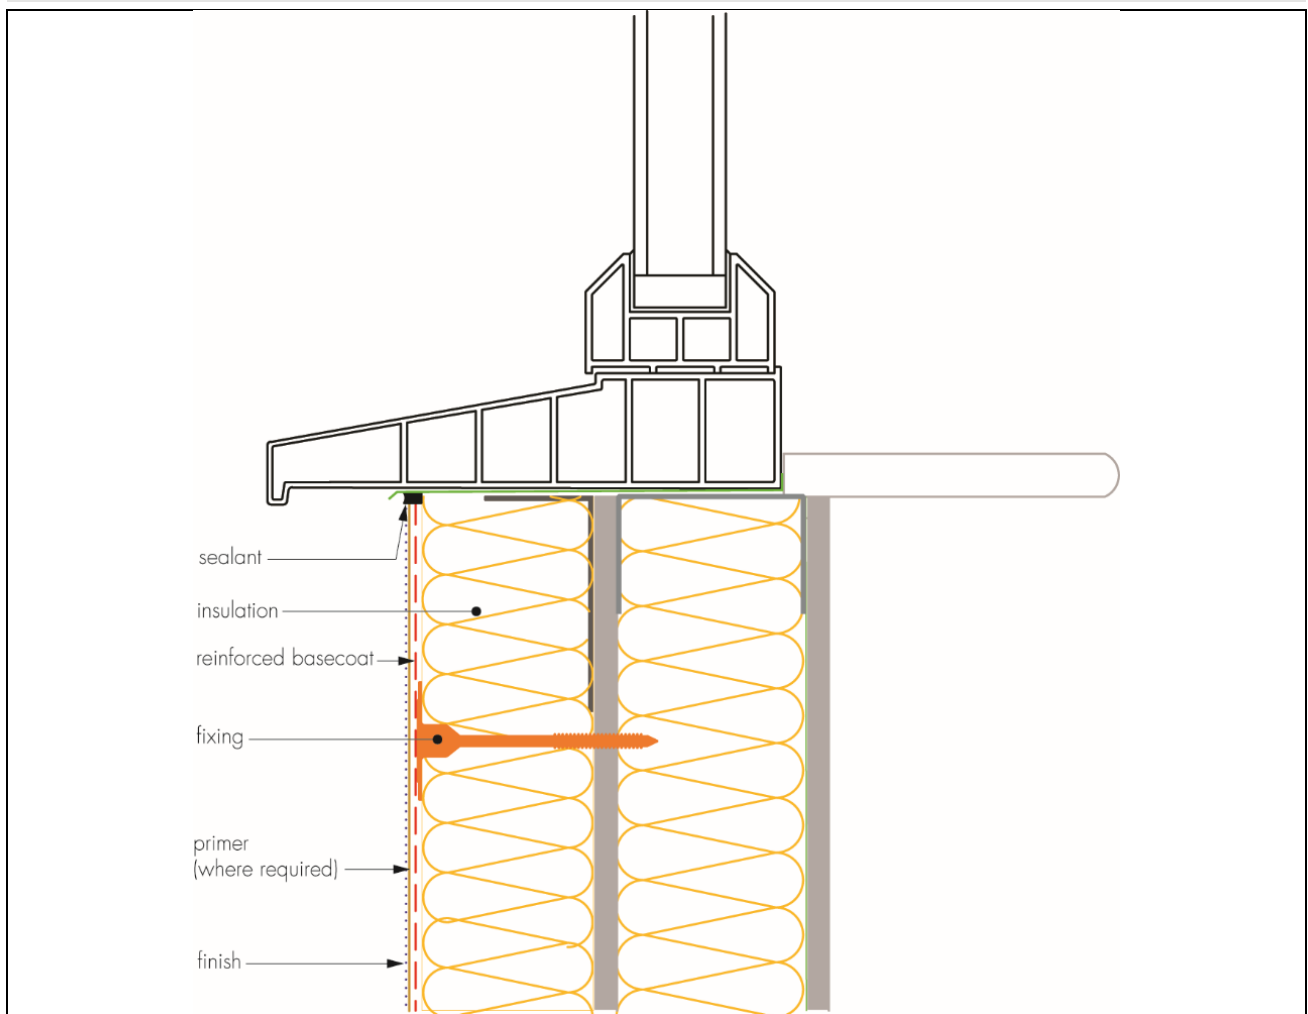 sealant
insulation
reinforced basecoat
fixing
primer
(where required)
finish